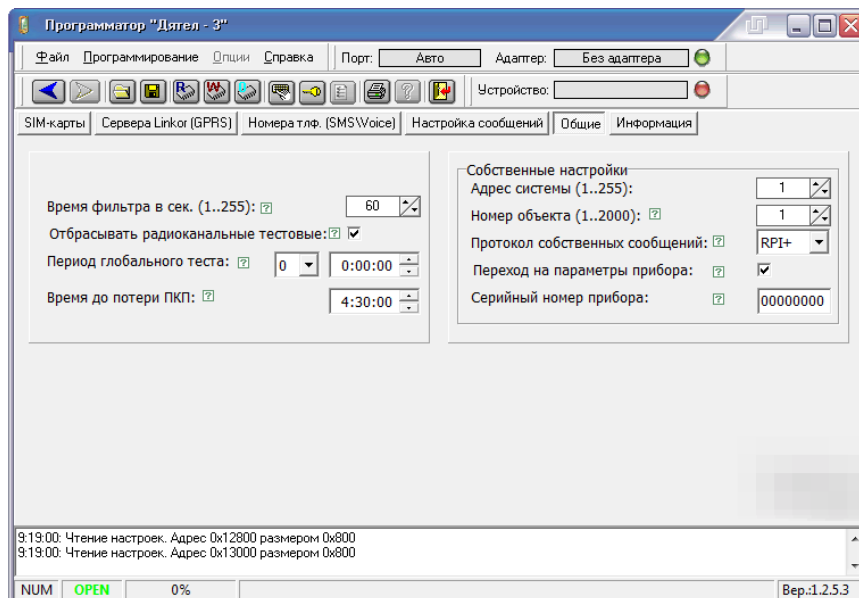 Программатор "Дятел - 3"
Файл Программирование Опции Справка Порт: Авто Адаптер: Без адаптера
Устройство:
SIM-карты Сервера Linkor (GPRS) Номера тлф. (SMS\Voice) Настройка сообщений Общие Информация
Время фильтра в сек. (1..255): 60
Отбрасывать радиоканальные тестовые:
Период глобального теста: 0 0:00:00
Время до потери ПКП: 4:30:00
Собственные настройки
Адрес системы (1..255): 1
Номер объекта (1..2000): 1
Протокол собственных сообщений: RPI+
Переход на параметры прибора:
Серийный номер прибора: 00000000
9:19:00: Чтение настроек. Адрес 0x12800 размером 0x800
9:19:00: Чтение настроек. Адрес 0x13000 размером 0x800
NUM OPEN 0% Вер.:1.2.5.3